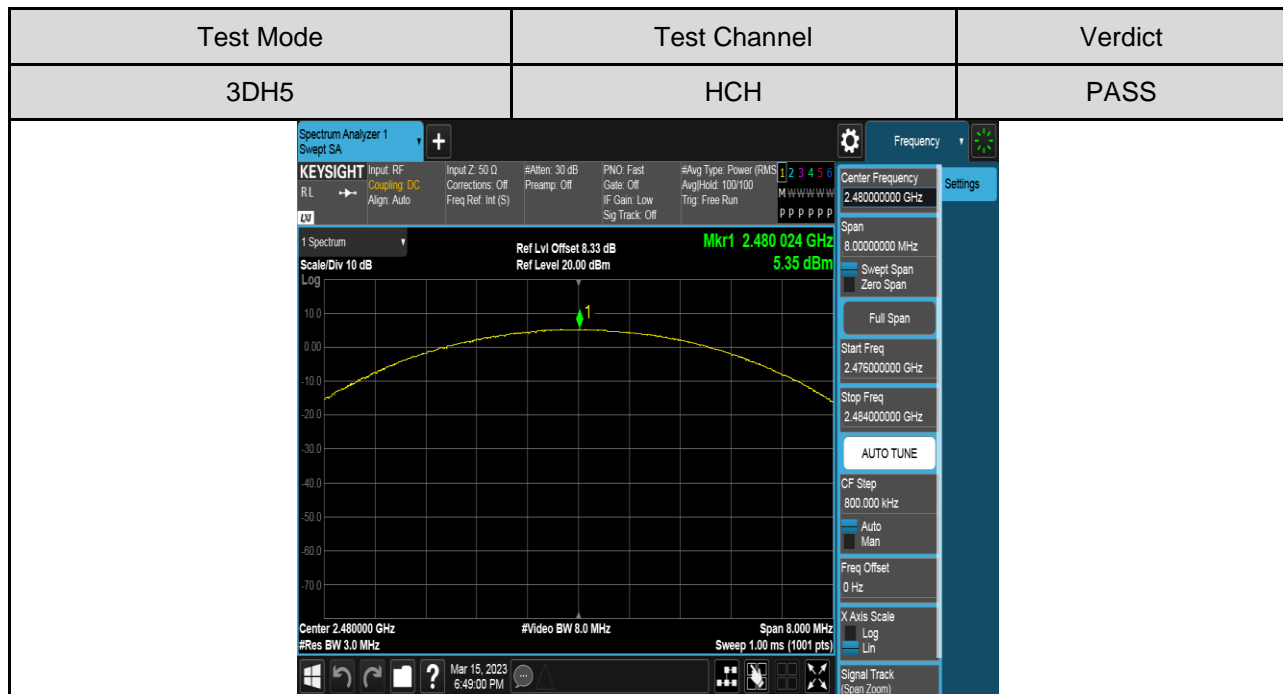 Test Mode Test Channel Verdict
3DH5 HCH PASS
Spectrum Analyzer 1
Swept SA
+
Frequency
KEYSIGHT
RL
LXI
Input: RF
Coupling: DC
Align: Auto
Input Z: 50 Ω
Corrections: Off
Freq Ref: Int (S)
#Atten: 30 dB
Preamp: Off
PNO: Fast
Gate: Off
IF Gain: Low
Sig Track: Off
#Avg Type: Power (RMS
Avg|Hold: 100/100
Trig: Free Run
1 2 3 4 5 6
M W W W W W
P P P P P P
1 Spectrum
Scale/Div 10 dB
Log
Ref Lvl Offset 8.33 dB
Ref Level 20.00 dBm
Mkr1 2.480 024 GHz
5.35 dBm
1
10.0
0.00
-10.0
-20.0
-30.0
-40.0
-50.0
-60.0
-70.0
Center 2.480000 GHz
#Res BW 3.0 MHz
#Video BW 8.0 MHz
Span 8.000 MHz
Sweep 1.00 ms (1001 pts)
?
Mar 15, 2023
6:49:00 PM
Center Frequency
2.480000000 GHz
Span
8.00000000 MHz
Swept Span
Zero Span
Full Span
Start Freq
2.476000000 GHz
Stop Freq
2.484000000 GHz
AUTO TUNE
CF Step
800.000 kHz
Auto
Man
Freq Offset
0 Hz
X Axis Scale
Log
Lin
Signal Track
(Span Zoom)
Settings